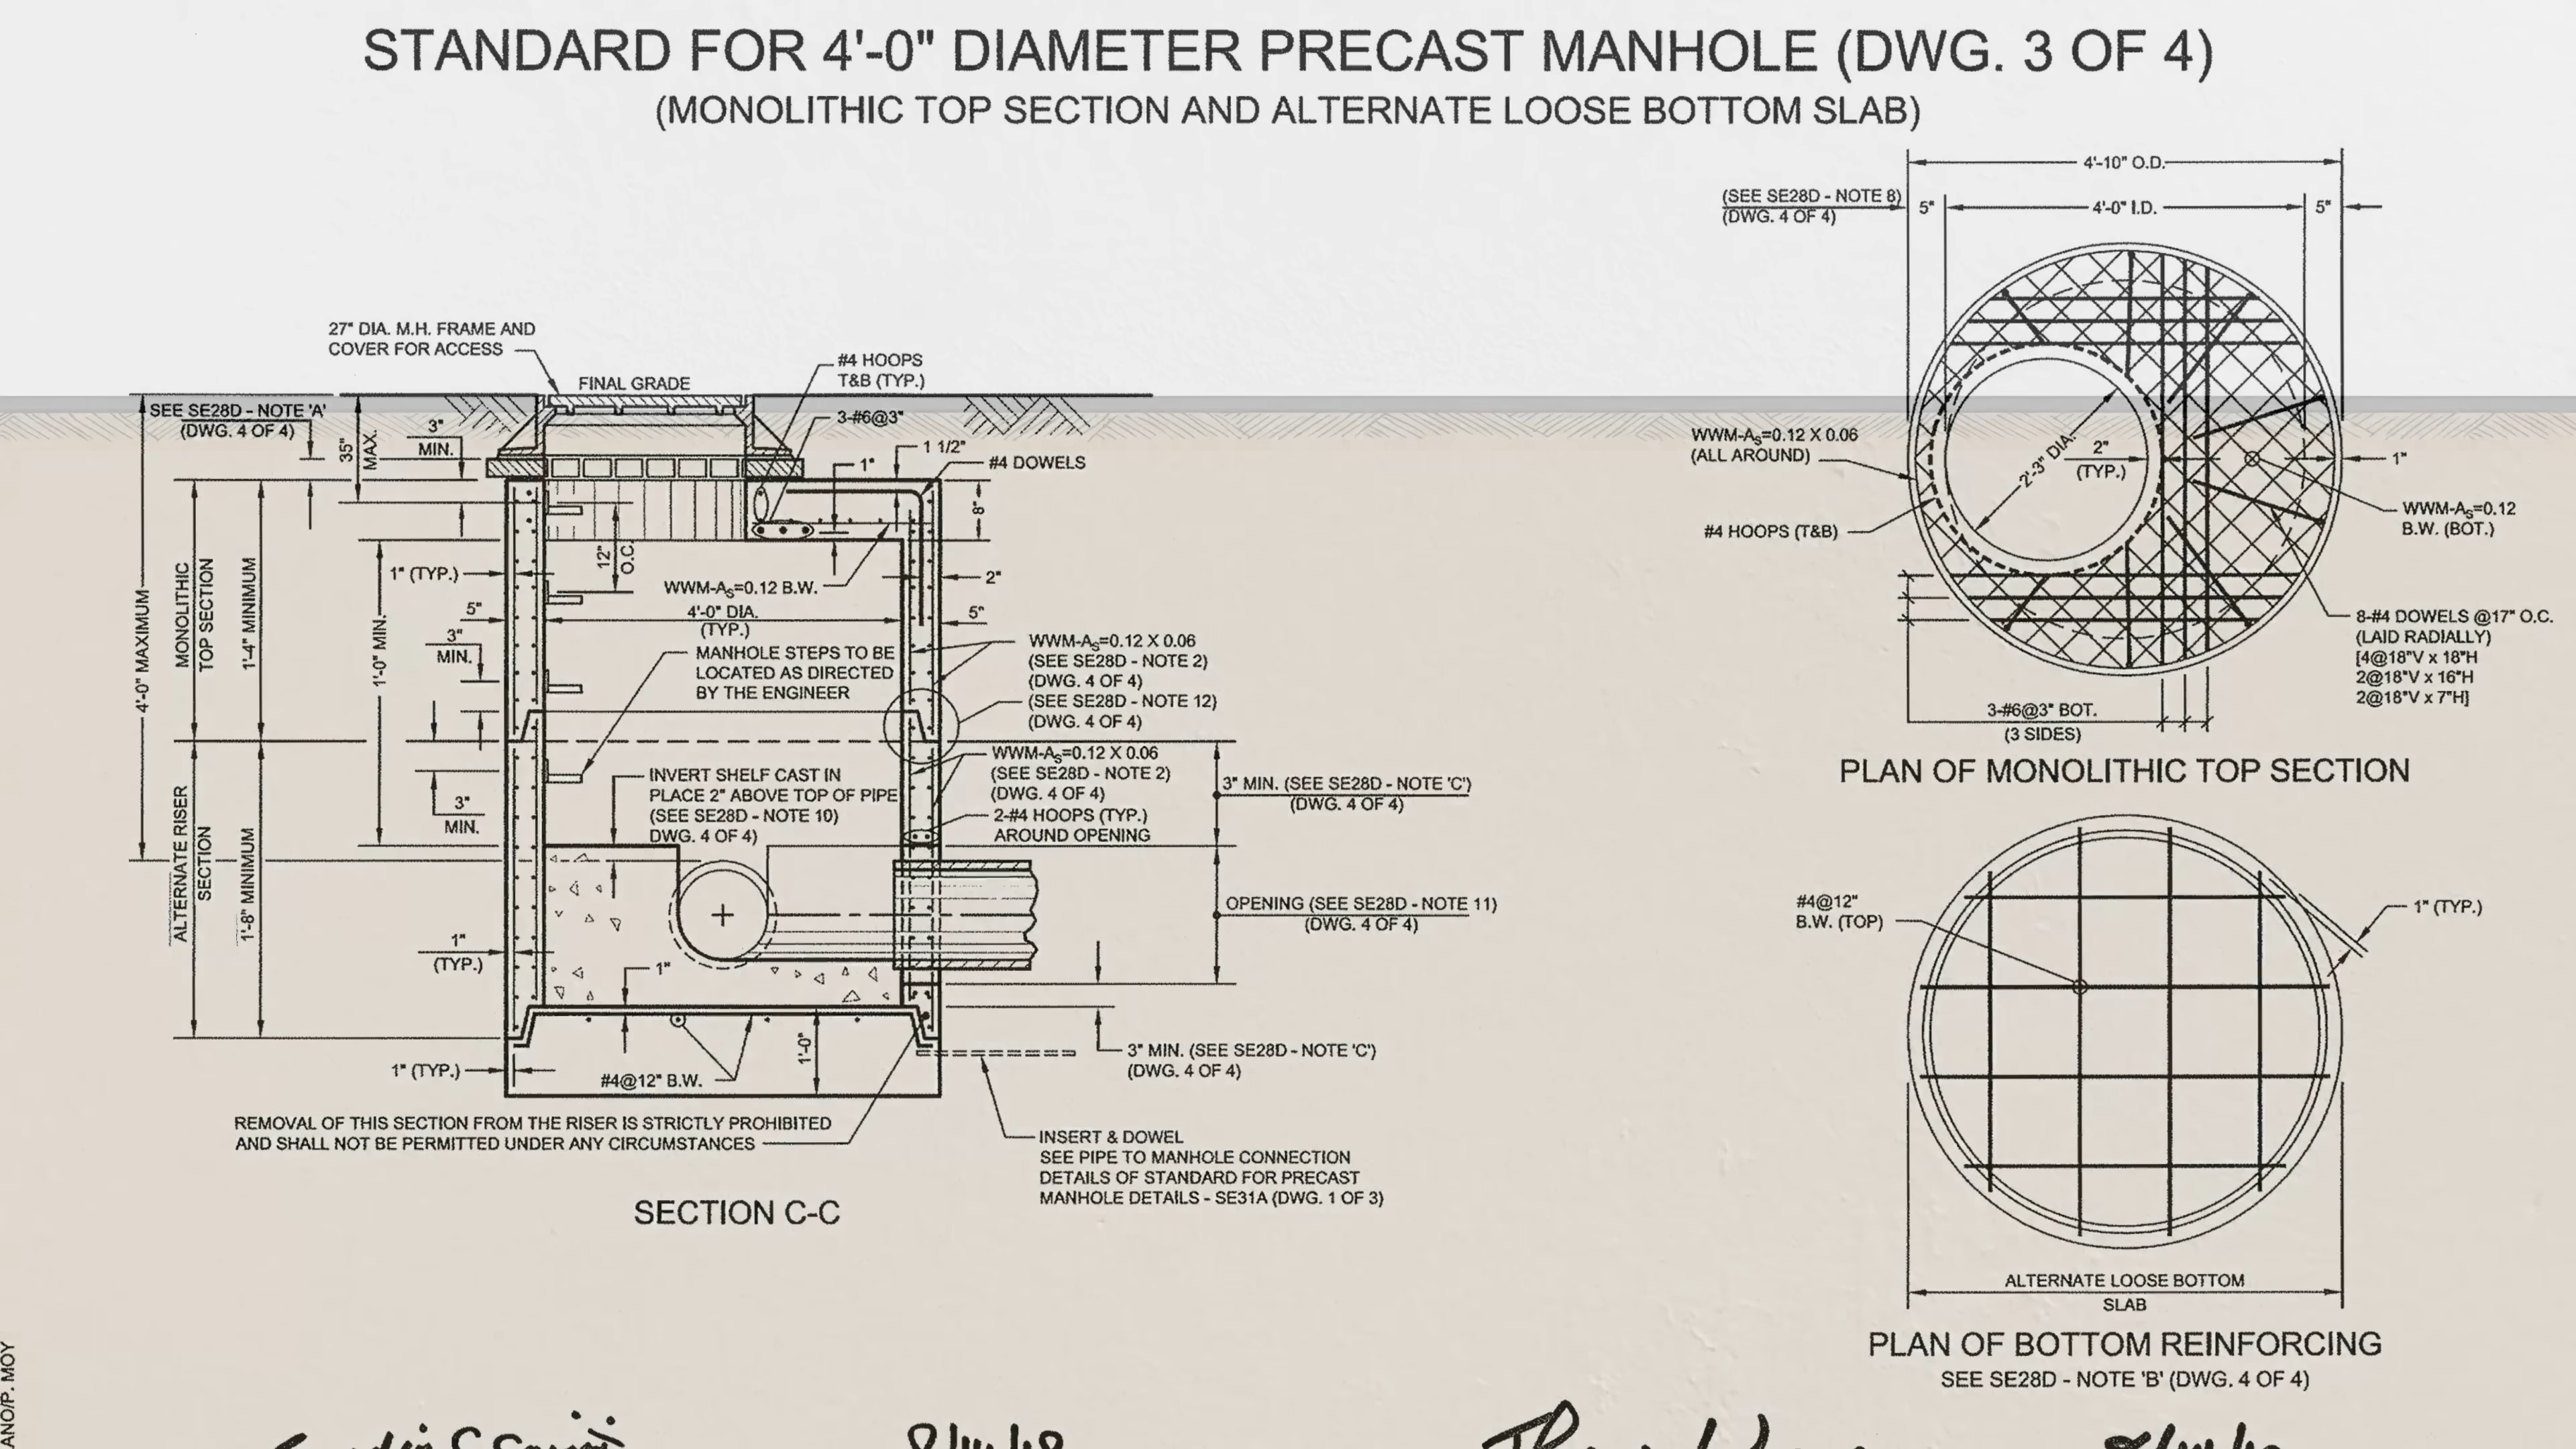 STANDARD FOR 4'-0" DIAMETER PRECAST MANHOLE (DWG. 3 OF 4)
(MONOLITHIC TOP SECTION AND ALTERNATE LOOSE BOTTOM SLAB)
27" DIA. M.H. FRAME AND
COVER FOR ACCESS
FINAL GRADE
#4 HOOPS
T&B (TYP.)
3-#6@3"
SEE SE28D - NOTE 'A'
(DWG. 4 OF 4)
35"
MAX.
3"
MIN.
1"
1 1/2"
#4 DOWELS
8"
12"
O.C.
1" (TYP.)
WWM-AS=0.12 B.W.
2"
5"
4'-0" DIA.
(TYP.)
5"
4'-0" MAXIMUM
MONOLITHIC
TOP SECTION
1'-4" MINIMUM
1'-0" MIN.
3"
MIN.
MANHOLE STEPS TO BE
LOCATED AS DIRECTED
BY THE ENGINEER
WWM-AS=0.12 X 0.06
(SEE SE28D - NOTE 2)
(DWG. 4 OF 4)
(SEE SE28D - NOTE 12)
(DWG. 4 OF 4)
WWM-AS=0.12 X 0.06
(SEE SE28D - NOTE 2)
(DWG. 4 OF 4)
2-#4 HOOPS (TYP.)
AROUND OPENING
INVERT SHELF CAST IN
PLACE 2" ABOVE TOP OF PIPE
(SEE SE28D - NOTE 10)
DWG. 4 OF 4)
3"
MIN.
3" MIN. (SEE SE28D - NOTE 'C')
(DWG. 4 OF 4)
ALTERNATE RISER
SECTION
1'-8" MINIMUM
OPENING (SEE SE28D - NOTE 11)
(DWG. 4 OF 4)
1"
(TYP.)
1"
1'-0"
3" MIN. (SEE SE28D - NOTE 'C')
(DWG. 4 OF 4)
1" (TYP.)
#4@12" B.W.
REMOVAL OF THIS SECTION FROM THE RISER IS STRICTLY PROHIBITED
AND SHALL NOT BE PERMITTED UNDER ANY CIRCUMSTANCES
INSERT & DOWEL
SEE PIPE TO MANHOLE CONNECTION
DETAILS OF STANDARD FOR PRECAST
MANHOLE DETAILS - SE31A (DWG. 1 OF 3)
SECTION C-C
4'-10" O.D.
(SEE SE28D - NOTE 8)
(DWG. 4 OF 4)
5"
4'-0" I.D.
5"
WWM-AS=0.12 X 0.06
(ALL AROUND)
2'-3" DIA.
2"
(TYP.)
1"
#4 HOOPS (T&B)
WWM-AS=0.12
B.W. (BOT.)
8-#4 DOWELS @17" O.C.
(LAID RADIALLY)
[4@18"V x 18"H
2@18"V x 16"H
2@18"V x 7"H]
3-#6@3" BOT.
(3 SIDES)
PLAN OF MONOLITHIC TOP SECTION
#4@12"
B.W. (TOP)
1" (TYP.)
ALTERNATE LOOSE BOTTOM
SLAB
PLAN OF BOTTOM REINFORCING
SEE SE28D - NOTE 'B' (DWG. 4 OF 4)
P. MOY